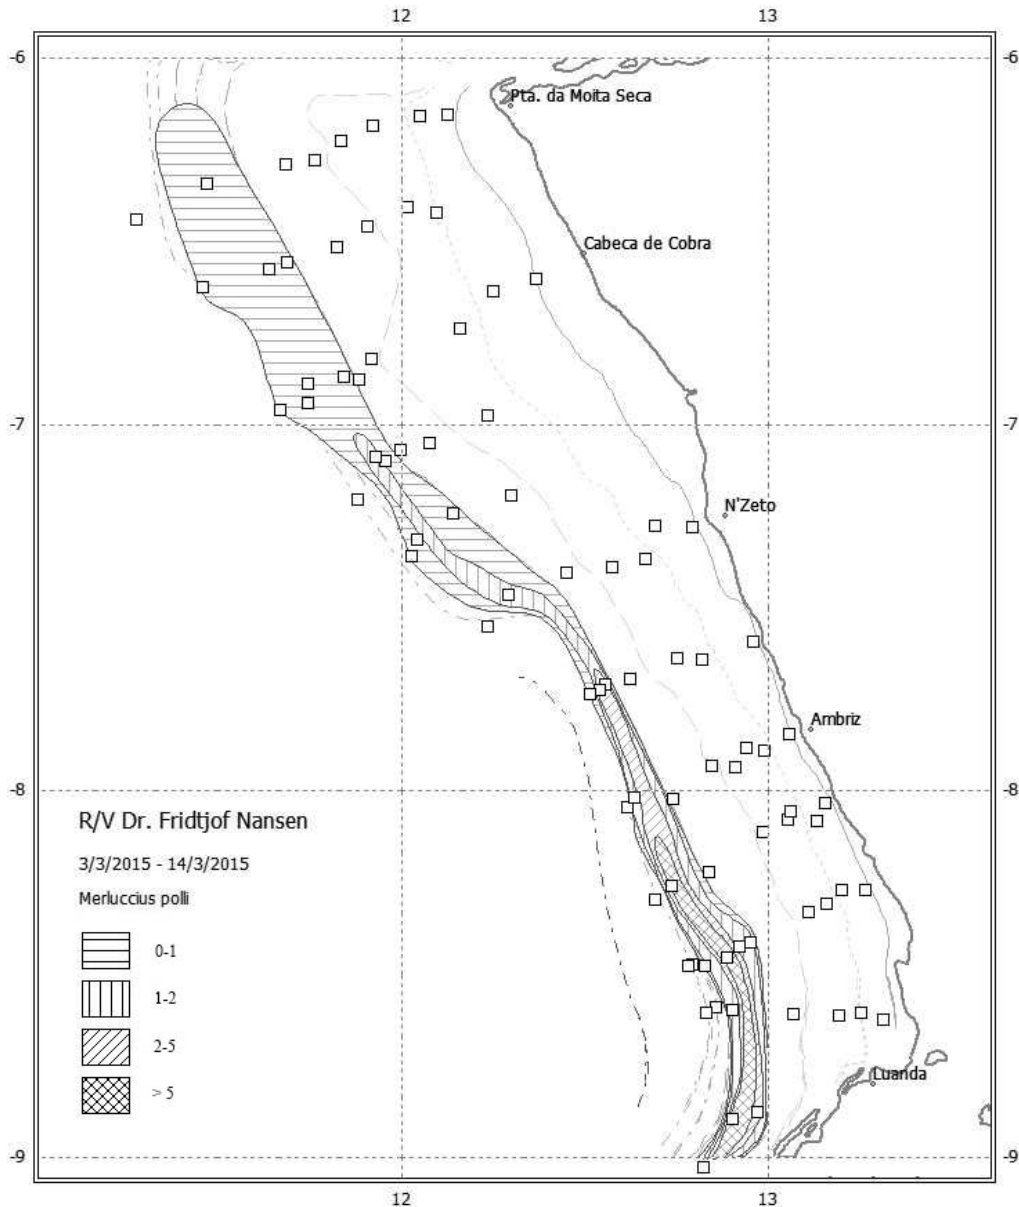 12 13
-6 -6
Pta. da Moita Seca
Cabeca de Cobra
-7 -7
N'Zeto
Ambriz
-8 -8
R/V Dr. Fridtjof Nansen
3/3/2015 - 14/3/2015
Merluccius polli
0-1
1-2
2-5
> 5
Luanda
-9 -9
12 13